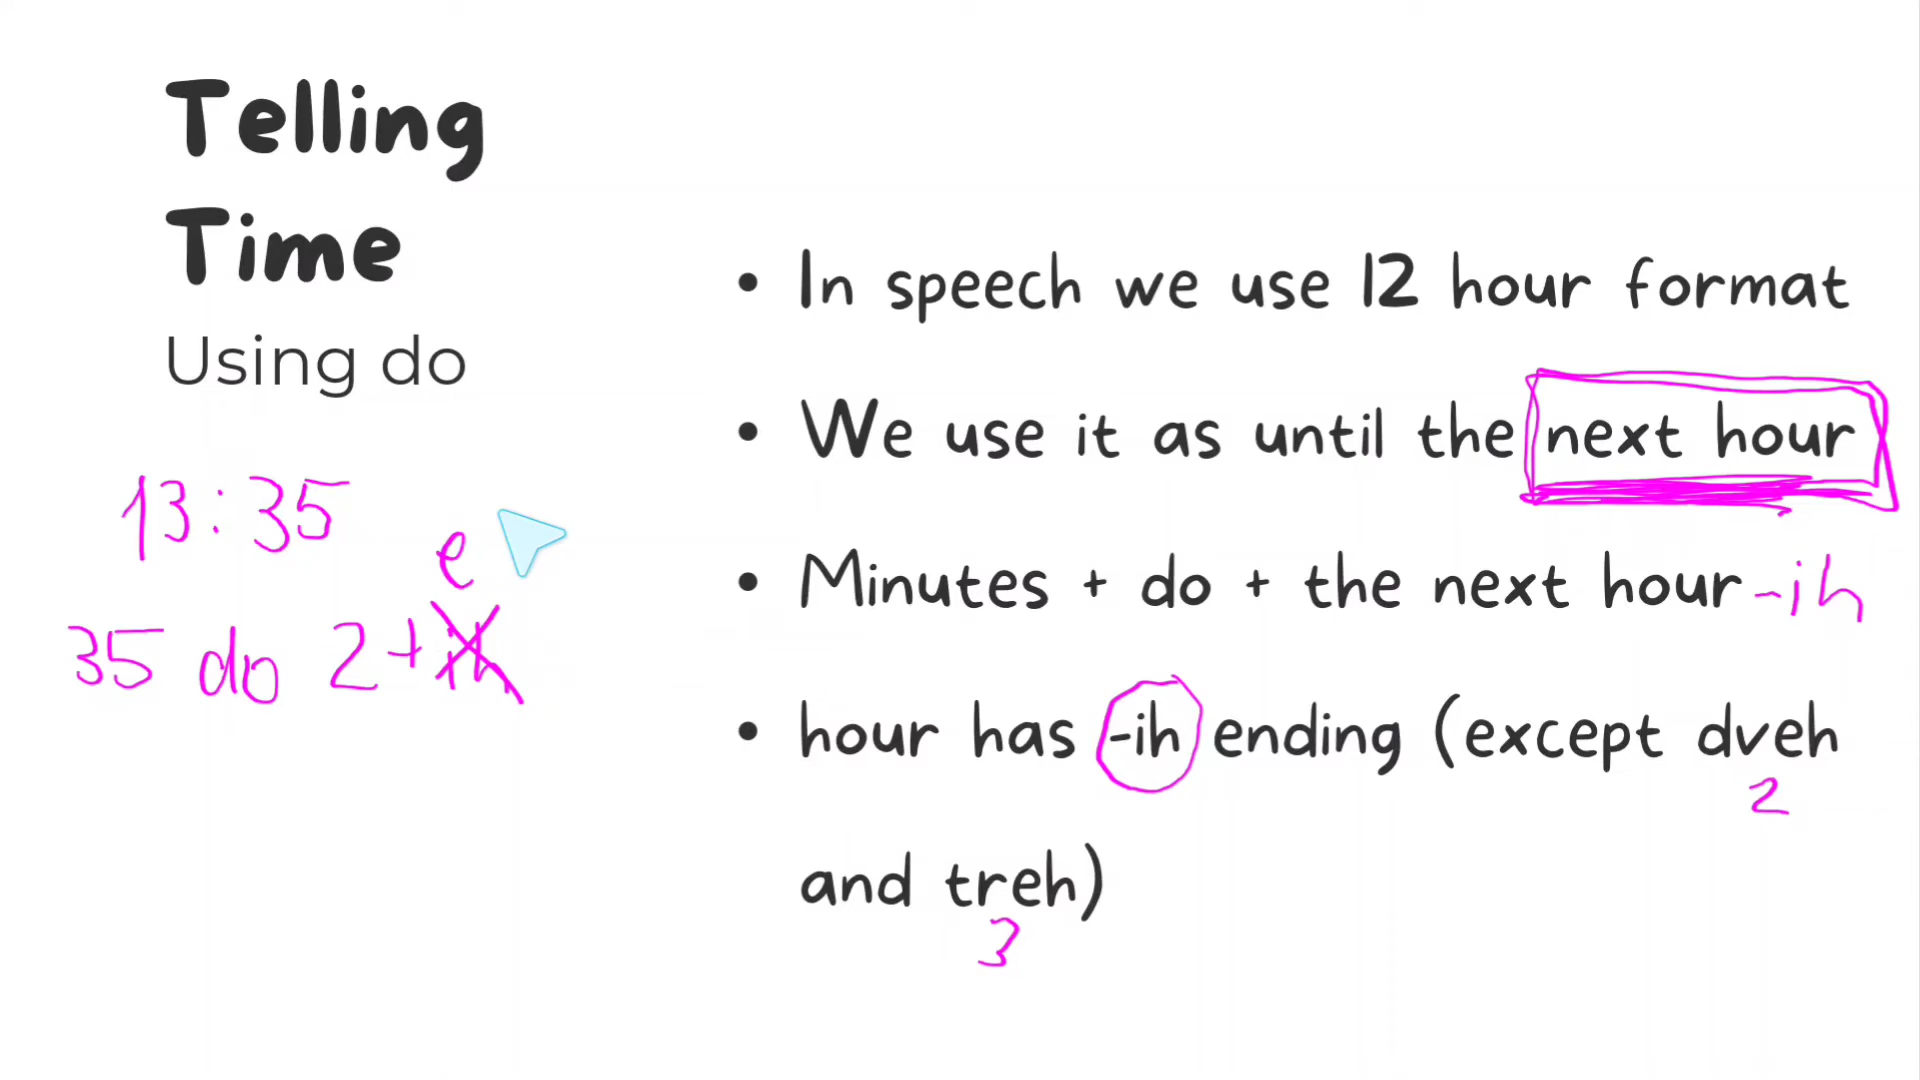 Telling
Time
Using do
13:35
e
35 do 2+ih
• In speech we use 12 hour format
• We use it as until the next hour
• Minutes + do + the next hour -ih
• hour has -ih ending (except dveh
2
and treh)
3